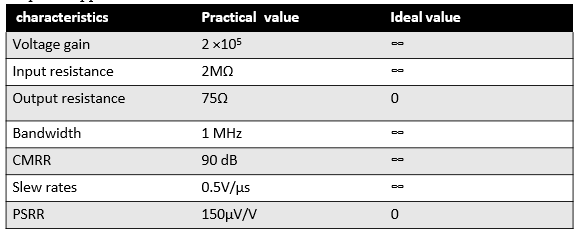 characteristics Practical value Ideal value
Voltage gain 2 ×10⁵ ∞
Input resistance 2MΩ ∞
Output resistance 75Ω 0
Bandwidth 1 MHz ∞
CMRR 90 dB ∞
Slew rates 0.5V/μs ∞
PSRR 150μV/V 0